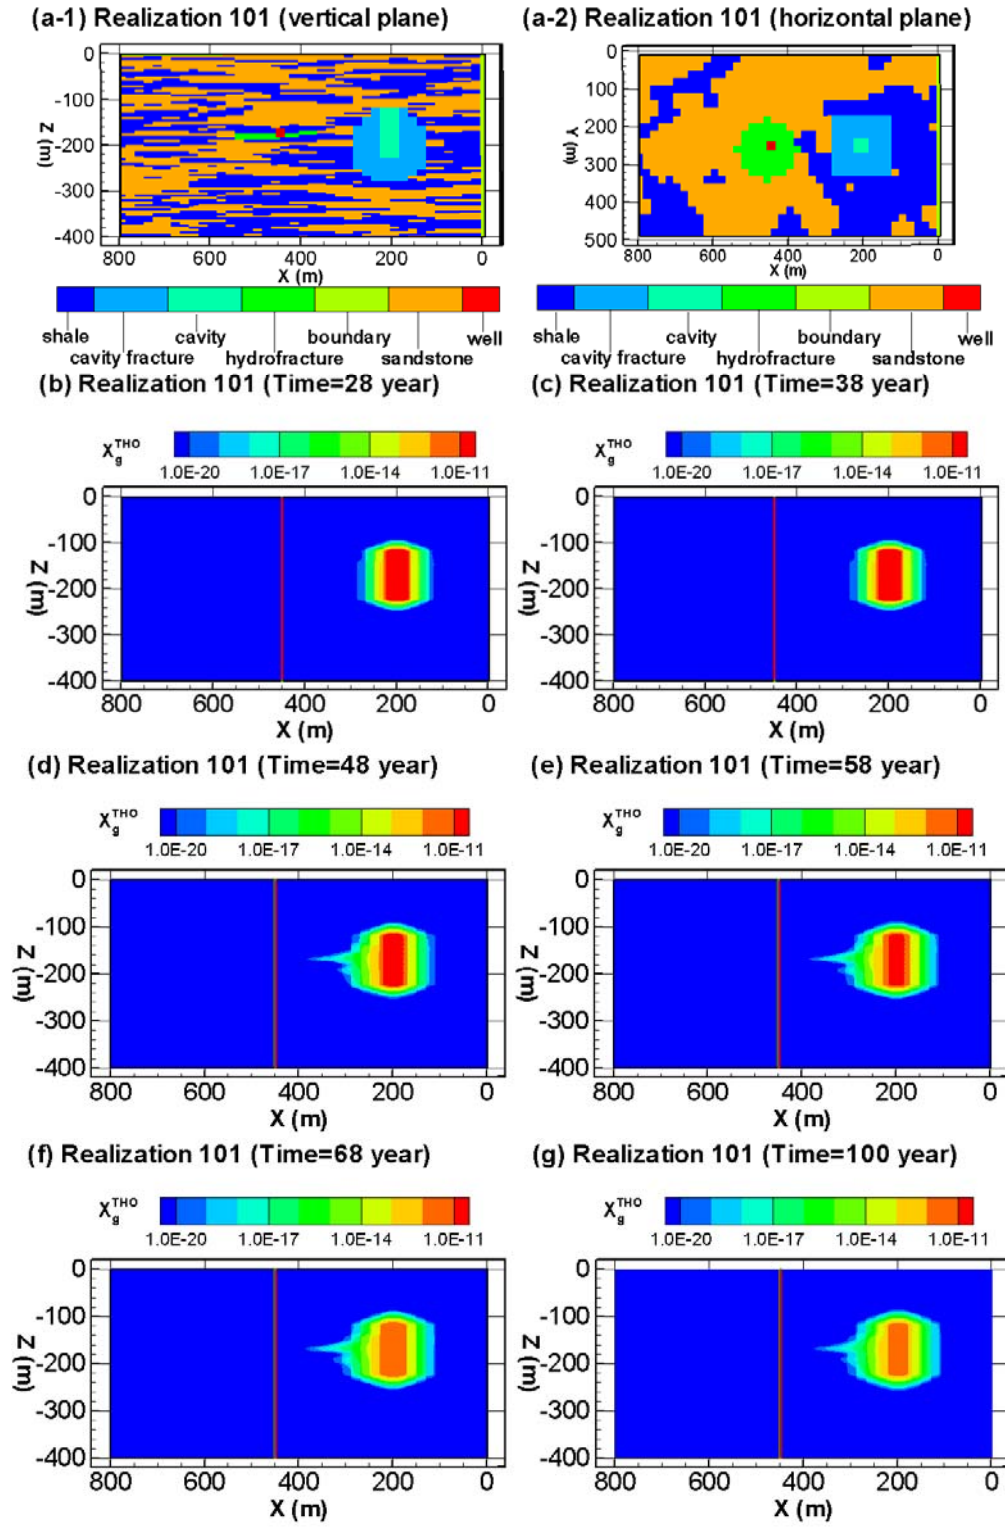 (a-1) Realization 101 (vertical plane)
0
-100
-200
-300
-400
Z
(m)
800 600 400 200 0
X (m)
shale cavity boundary well
cavity fracture hydrofracture sandstone
(a-2) Realization 101 (horizontal plane)
0
100
200
300
400
500
Y
(m)
800 600 400 200 0
X (m)
shale cavity boundary well
cavity fracture hydrofracture sandstone
(b) Realization 101 (Time=28 year)
X_g^THO
1.0E-20 1.0E-17 1.0E-14 1.0E-11
0
-100
-200
-300
-400
Z
(m)
800 600 400 200 0
X (m)
(c) Realization 101 (Time=38 year)
X_g^THO
1.0E-20 1.0E-17 1.0E-14 1.0E-11
0
-100
-200
-300
-400
Z
(m)
800 600 400 200 0
X (m)
(d) Realization 101 (Time=48 year)
X_g^THO
1.0E-20 1.0E-17 1.0E-14 1.0E-11
0
-100
-200
-300
-400
Z
(m)
800 600 400 200 0
X (m)
(e) Realization 101 (Time=58 year)
X_g^THO
1.0E-20 1.0E-17 1.0E-14 1.0E-11
0
-100
-200
-300
-400
Z
(m)
800 600 400 200 0
X (m)
(f) Realization 101 (Time=68 year)
X_g^THO
1.0E-20 1.0E-17 1.0E-14 1.0E-11
0
-100
-200
-300
-400
Z
(m)
800 600 400 200 0
X (m)
(g) Realization 101 (Time=100 year)
X_g^THO
1.0E-20 1.0E-17 1.0E-14 1.0E-11
0
-100
-200
-300
-400
Z
(m)
800 600 400 200 0
X (m)